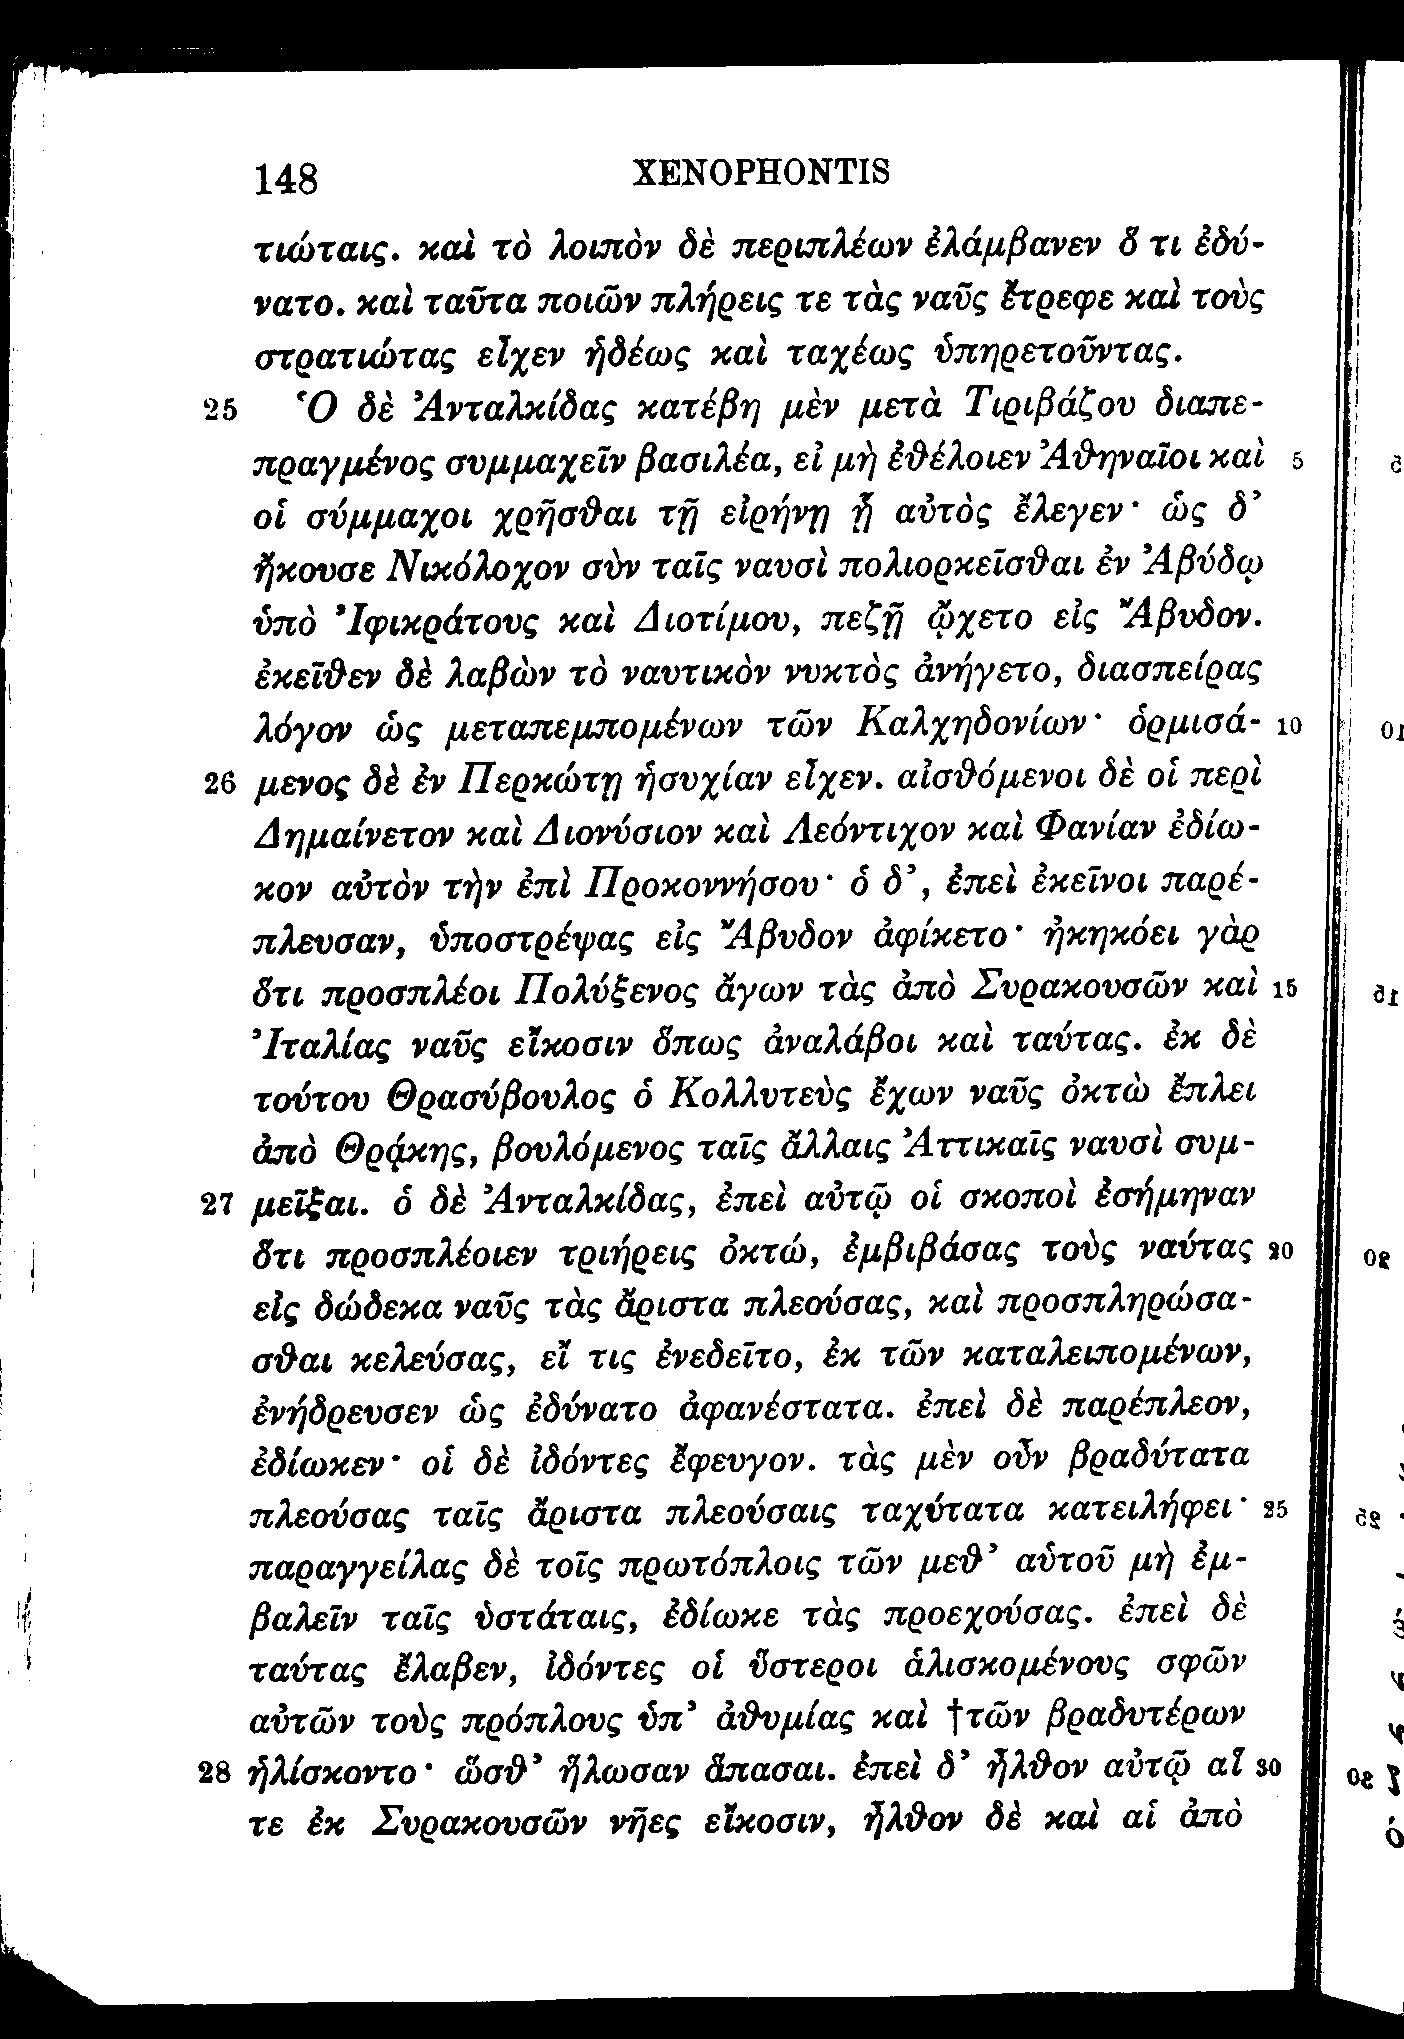 148 XENOPHONTIS
τιώταις. καὶ τὸ λοιπὸν δὲ περιπλέων ἐλάμβανεν ὅ τι ἐδύ-
νατο. καὶ ταῦτα ποιῶν πλήρεις τε τὰς ναῦς ἔτρεφε καὶ τοὺς
στρατιώτας εἶχεν ἡδέως καὶ ταχέως ὑπηρετοῦντας.
25 Ὁ δὲ Ἀνταλκίδας κατέβη μὲν μετὰ Τιριβάζου διαπε-
πραγμένος συμμαχεῖν βασιλέα, εἰ μὴ ἐθέλοιεν Ἀθηναῖοι καὶ 5
οἱ σύμμαχοι χρῆσθαι τῇ εἰρήνῃ ᾗ αὐτὸς ἔλεγεν· ὡς δ’
ἤκουσε Νικόλοχον σὺν ταῖς ναυσὶ πολιορκεῖσθαι ἐν Ἀβύδῳ
ὑπὸ Ἰφικράτους καὶ Διοτίμου, πεζῇ ᾤχετο εἰς Ἄβυδον.
ἐκεῖθεν δὲ λαβὼν τὸ ναυτικὸν νυκτὸς ἀνήγετο, διασπείρας
λόγον ὡς μεταπεμπομένων τῶν Καλχηδονίων· ὁρμισά- 10
26 μενος δὲ ἐν Περκώτῃ ἡσυχίαν εἶχεν. αἰσθόμενοι δὲ οἱ περὶ
Δημαίνετον καὶ Διονύσιον καὶ Λεόντιχον καὶ Φανίαν ἐδίω-
κον αὐτὸν τὴν ἐπὶ Προκοννήσου· ὁ δ’, ἐπεὶ ἐκεῖνοι παρέ-
πλευσαν, ὑποστρέψας εἰς Ἄβυδον ἀφίκετο· ἠκηκόει γὰρ
ὅτι προσπλέοι Πολύξενος ἄγων τὰς ἀπὸ Συρακουσῶν καὶ 15
Ἰταλίας ναῦς εἴκοσιν ὅπως ἀναλάβοι καὶ ταύτας. ἐκ δὲ
τούτου Θρασύβουλος ὁ Κολλυτεὺς ἔχων ναῦς ὀκτὼ ἔπλει
ἀπὸ Θρᾴκης, βουλόμενος ταῖς ἄλλαις Ἀττικαῖς ναυσὶ συμ-
27 μεῖξαι. ὁ δὲ Ἀνταλκίδας, ἐπεὶ αὐτῷ οἱ σκοποὶ ἐσήμηναν
ὅτι προσπλέοιεν τριήρεις ὀκτώ, ἐμβιβάσας τοὺς ναύτας 20
εἰς δώδεκα ναῦς τὰς ἄριστα πλεούσας, καὶ προσπληρώσα-
σθαι κελεύσας, εἴ τις ἐνεδεῖτο, ἐκ τῶν καταλειπομένων,
ἐνήδρευσεν ὡς ἐδύνατο ἀφανέστατα. ἐπεὶ δὲ παρέπλεον,
ἐδίωκεν· οἱ δὲ ἰδόντες ἔφευγον. τὰς μὲν οὖν βραδύτατα
πλεούσας ταῖς ἄριστα πλεούσαις ταχύτατα κατειλήφει· 25
παραγγείλας δὲ τοῖς πρωτόπλοις τῶν μεθ’ αὑτοῦ μὴ ἐμ-
βαλεῖν ταῖς ὑστάταις, ἐδίωκε τὰς προεχούσας. ἐπεὶ δὲ
ταύτας ἔλαβεν, ἰδόντες οἱ ὕστεροι ἁλισκομένους σφῶν
αὐτῶν τοὺς πρόπλους ὑπ’ ἀθυμίας καὶ †τῶν βραδυτέρων
28 ἡλίσκοντο· ὥσθ’ ἥλωσαν ἅπασαι. ἐπεὶ δ’ ἦλθον αὐτῷ αἵ 30
τε ἐκ Συρακουσῶν νῆες εἴκοσιν, ἦλθον δὲ καὶ αἱ ἀπὸ